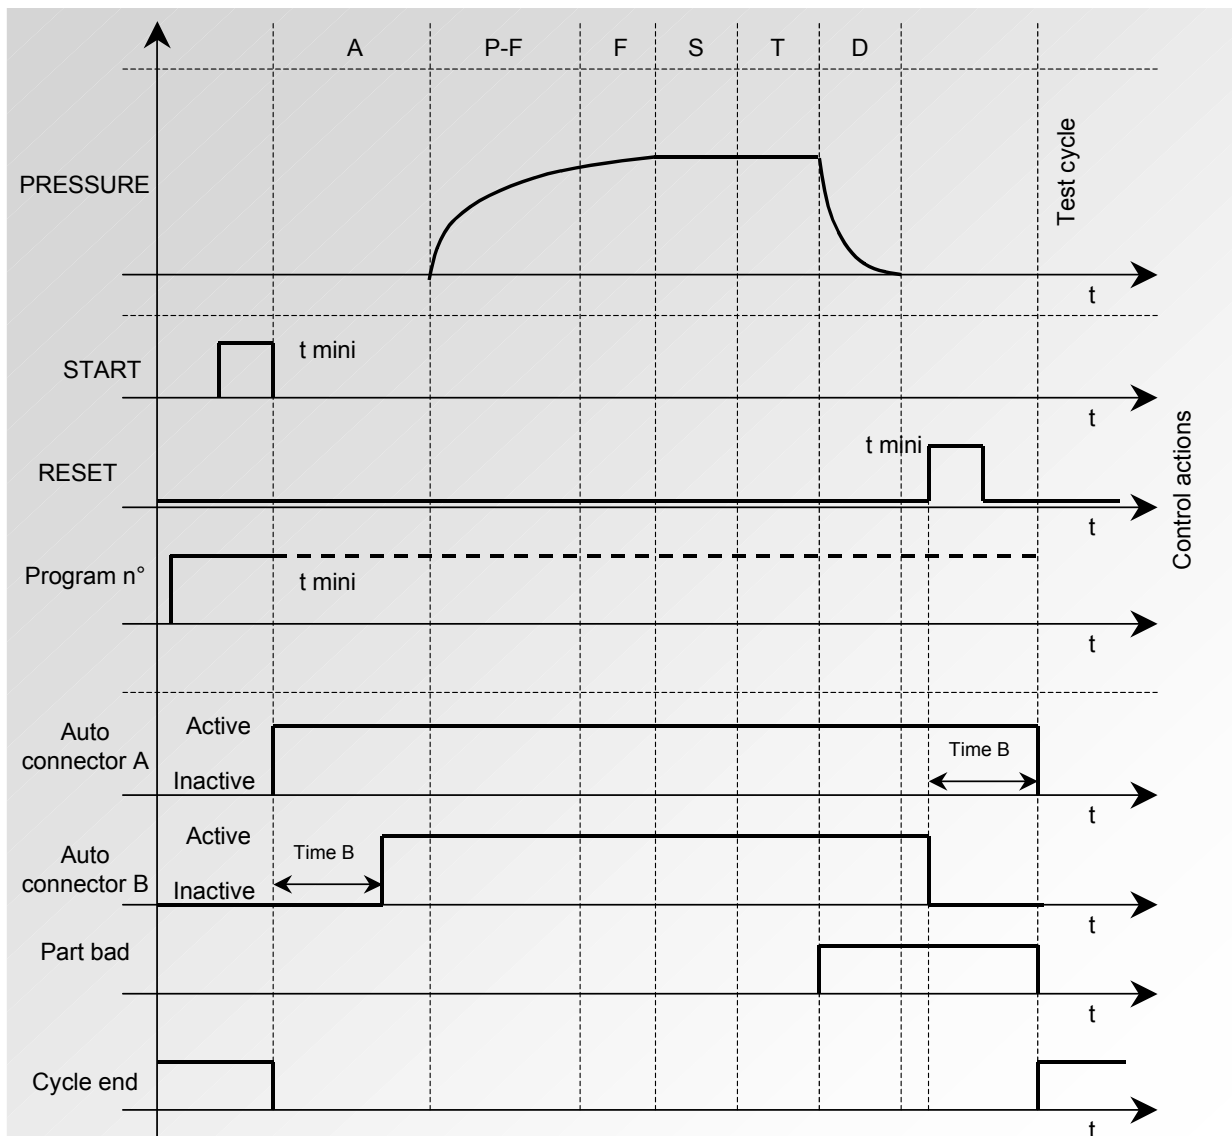 A P-F F S T D
PRESSURE
Test cycle
t
START
t mini
t
RESET
t mini
t
Control actions
Program n°
t mini
t
Auto
connector A
Active
Inactive
Time B
t
Auto
connector B
Active
Inactive
Time B
t
Part bad
t
Cycle end
t